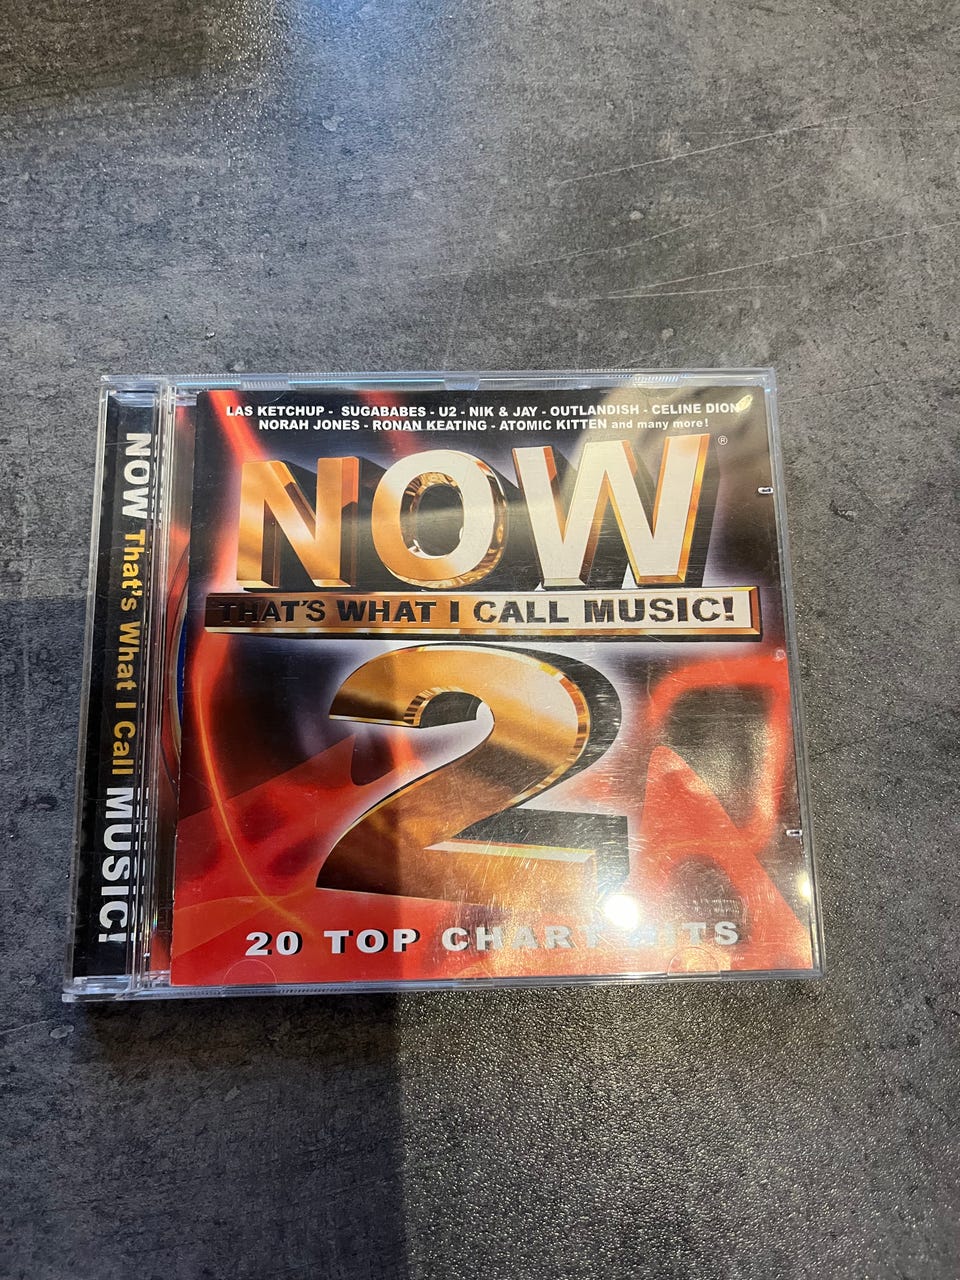 LAS KETCHUP - SUGABABES - U2 - NIK & JAY - OUTLANDISH - CELINE DION
NORAH JONES - RONAN KEATING - ATOMIC KITTEN and many more!
NOW
®
THAT'S WHAT I CALL MUSIC!
2
20 TOP CHART HITS
NOW That's What I Call MUSIC!